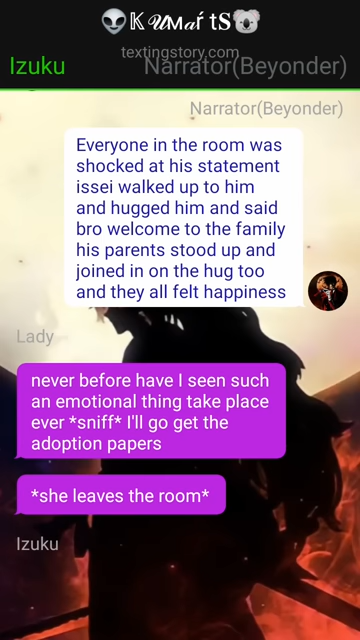 👽𝕂 𝓤мαŕ tS🐨
textingstory.com
Izuku
Narrator(Beyonder)
Narrator(Beyonder)
Everyone in the room was
shocked at his statement
issei walked up to him
and hugged him and said
bro welcome to the family
his parents stood up and
joined in on the hug too
and they all felt happiness
Lady
never before have I seen such
an emotional thing take place
ever *sniff* I'll go get the
adoption papers
*she leaves the room*
Izuku